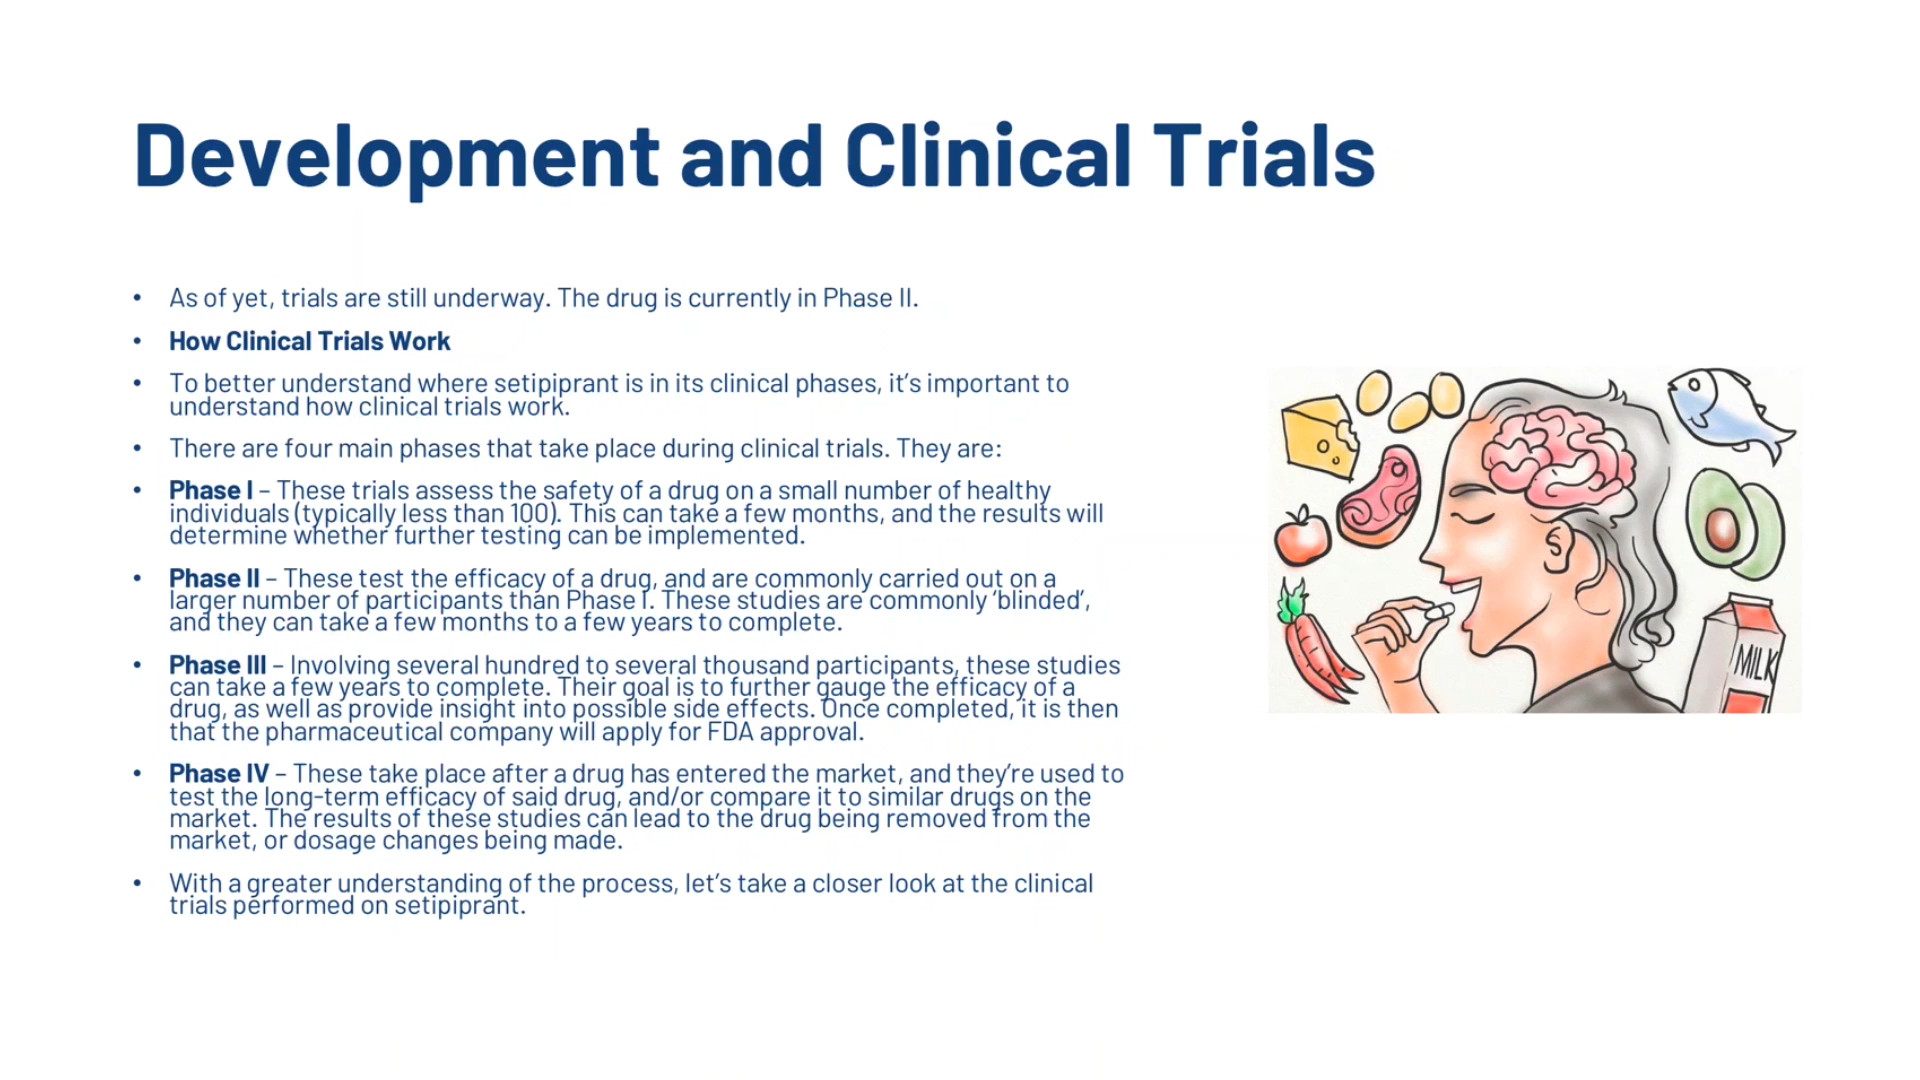 Development and Clinical Trials
• As of yet, trials are still underway. The drug is currently in Phase II.
• How Clinical Trials Work
• To better understand where setipiprant is in its clinical phases, it’s important to
understand how clinical trials work.
• There are four main phases that take place during clinical trials. They are:
• Phase I – These trials assess the safety of a drug on a small number of healthy
individuals (typically less than 100). This can take a few months, and the results will
determine whether further testing can be implemented.
• Phase II – These test the efficacy of a drug, and are commonly carried out on a
larger number of participants than Phase I. These studies are commonly ‘blinded’,
and they can take a few months to a few years to complete.
• Phase III – Involving several hundred to several thousand participants, these studies
can take a few years to complete. Their goal is to further gauge the efficacy of a
drug, as well as provide insight into possible side effects. Once completed, it is then
that the pharmaceutical company will apply for FDA approval.
• Phase IV – These take place after a drug has entered the market, and they’re used to
test the long-term efficacy of said drug, and/or compare it to similar drugs on the
market. The results of these studies can lead to the drug being removed from the
market, or dosage changes being made.
• With a greater understanding of the process, let’s take a closer look at the clinical
trials performed on setipiprant.
MILK